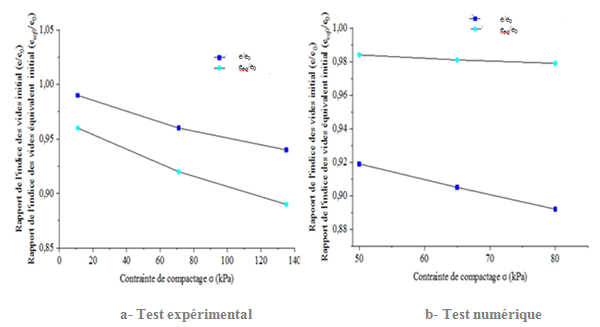 Rapport de l'indice des vides initial (e/e0)
Rapport de l'indice des vides équivalent initial (eeq/e0)
1,05
1,00
0,95
0,90
0,85
e/e0
eeq/e0
0 20 40 60 80 100 120 140
Contrainte de compactage σ (kPa)
a- Test expérimental
Rapport de l'indice des vides initial (e/e0)
Rapport de l'indice des vides équivalent initial (eeq/e0)
1,00
0,98
0,96
0,94
0,92
0,90
0,88
e/e0
eeq/e0
50 60 70 80
Contrainte de compactage σ (kPa)
b- Test numérique